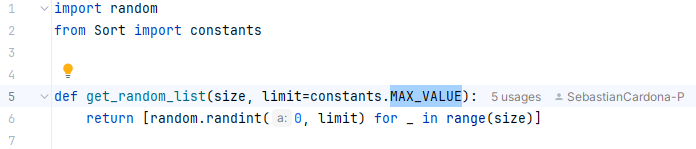 1 import random
2 from Sort import constants
3
4
5 def get_random_list(size, limit=constants.MAX_VALUE): 5 usages SebastianCardona-P
6 return [random.randint( a: 0, limit) for _ in range(size)]
7